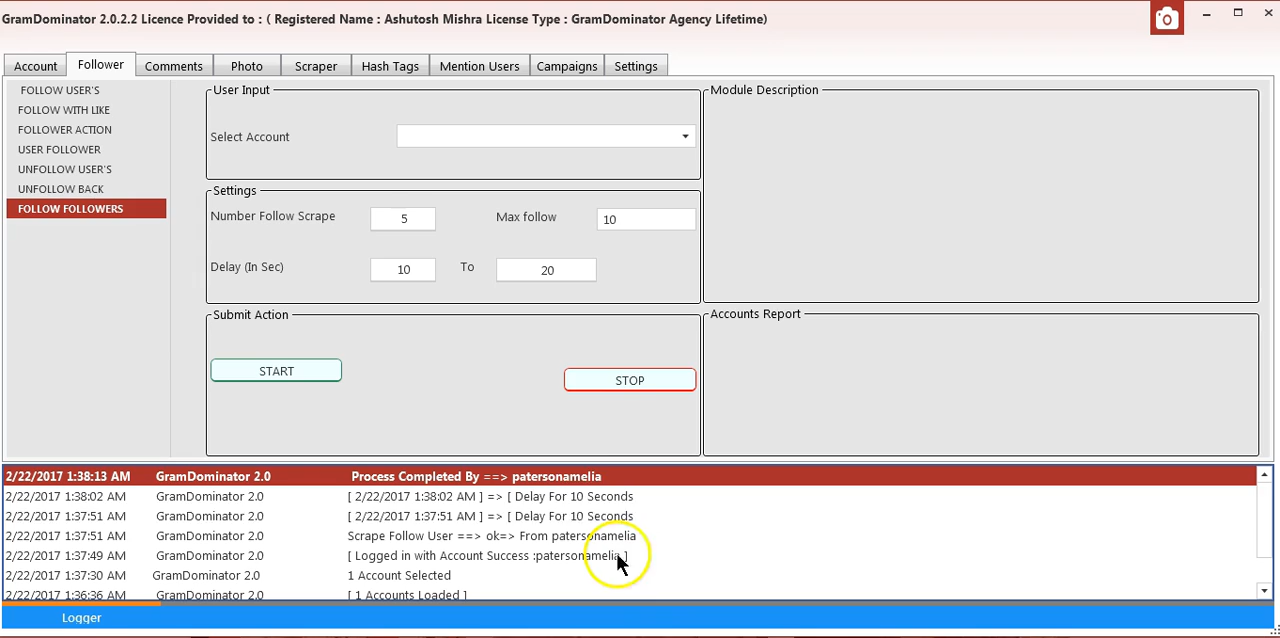 GramDominator 2.0.2.2 Licence Provided to : ( Registered Name : Ashutosh Mishra License Type : GramDominator Agency Lifetime)
Account Follower Comments Photo Scraper Hash Tags Mention Users Campaigns Settings
FOLLOW USER'S
FOLLOW WITH LIKE
FOLLOWER ACTION
USER FOLLOWER
UNFOLLOW USER'S
UNFOLLOW BACK
FOLLOW FOLLOWERS
User Input
Select Account
Settings
Number Follow Scrape 5 Max follow 10
Delay (In Sec) 10 To 20
Submit Action
START STOP
Module Description
Accounts Report
2/22/2017 1:38:13 AM GramDominator 2.0 Process Completed By ==> patersonamelia
2/22/2017 1:38:02 AM GramDominator 2.0 [ 2/22/2017 1:38:02 AM ] => [ Delay For 10 Seconds
2/22/2017 1:37:51 AM GramDominator 2.0 [ 2/22/2017 1:37:51 AM ] => [ Delay For 10 Seconds
2/22/2017 1:37:51 AM GramDominator 2.0 Scrape Follow User ==> ok=> From patersonamelia
2/22/2017 1:37:49 AM GramDominator 2.0 [ Logged in with Account Success :patersonamelia ]
2/22/2017 1:37:30 AM GramDominator 2.0 1 Account Selected
2/22/2017 1:36:36 AM GramDominator 2.0 [ 1 Accounts Loaded ]
Logger